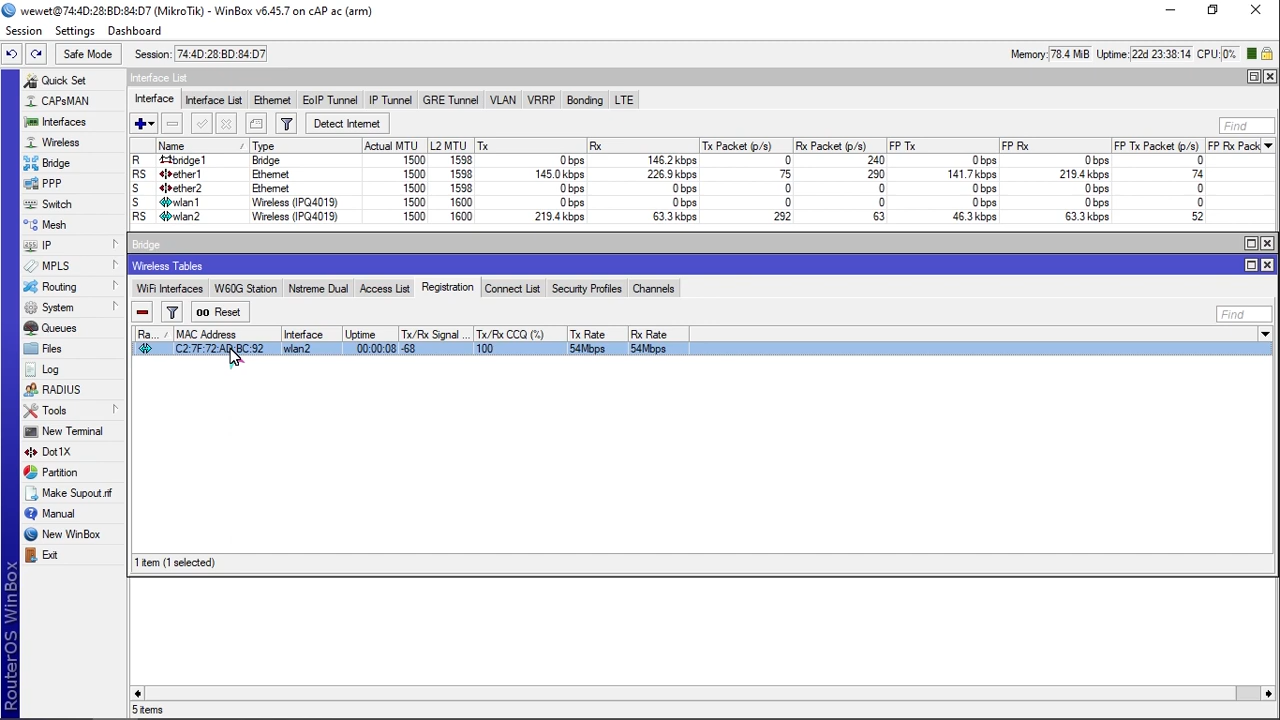 wewet@74:4D:28:BD:84:D7 (MikroTik) - WinBox v6.45.7 on cAP ac (arm)
Session Settings Dashboard
Safe Mode Session: 74:4D:28:BD:84:D7 Memory: 78.4 MiB Uptime: 22d 23:38:14 CPU: 0%
Quick Set
CAPsMAN
Interfaces
Wireless
Bridge
PPP
Switch
Mesh
IP
MPLS
Routing
System
Queues
Files
Log
RADIUS
Tools
New Terminal
Dot1X
Partition
Make Supout.rif
Manual
New WinBox
Exit
RouterOS WinBox
Interface List
Interface Interface List Ethernet EoIP Tunnel IP Tunnel GRE Tunnel VLAN VRRP Bonding LTE
Detect Internet Find
Name Type Actual MTU L2 MTU Tx Rx Tx Packet (p/s) Rx Packet (p/s) FP Tx FP Rx FP Tx Packet (p/s) FP Rx Pack
R bridge1 Bridge 1500 1598 0 bps 146.2 kbps 0 240 0 bps 0 bps 0
RS ether1 Ethernet 1500 1598 145.0 kbps 226.9 kbps 75 290 141.7 kbps 219.4 kbps 74
S ether2 Ethernet 1500 1598 0 bps 0 bps 0 0 0 bps 0 bps 0
S wlan1 Wireless (IPQ4019) 1500 1600 0 bps 0 bps 0 0 0 bps 0 bps 0
RS wlan2 Wireless (IPQ4019) 1500 1600 219.4 kbps 63.3 kbps 292 63 46.3 kbps 63.3 kbps 52
Bridge
Wireless Tables
WiFi Interfaces W60G Station Nstreme Dual Access List Registration Connect List Security Profiles Channels
00 Reset Find
Ra... MAC Address Interface Uptime Tx/Rx Signal ... Tx/Rx CCQ (%) Tx Rate Rx Rate
C2:7F:72:AD:BC:92 wlan2 00:00:08 -68 100 54Mbps 54Mbps
1 item (1 selected)
5 items